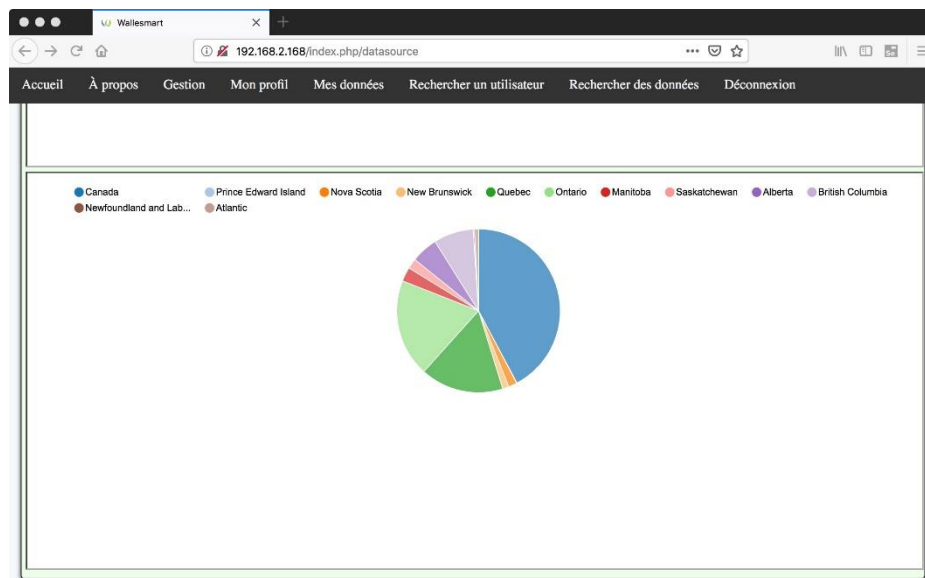 Wallesmart
192.168.2.168/index.php/datasource
Accueil À propos Gestion Mon profil Mes données Rechercher un utilisateur Rechercher des données Déconnexion
Canada Prince Edward Island Nova Scotia New Brunswick Quebec Ontario Manitoba Saskatchewan Alberta British Columbia
Newfoundland and Lab... Atlantic